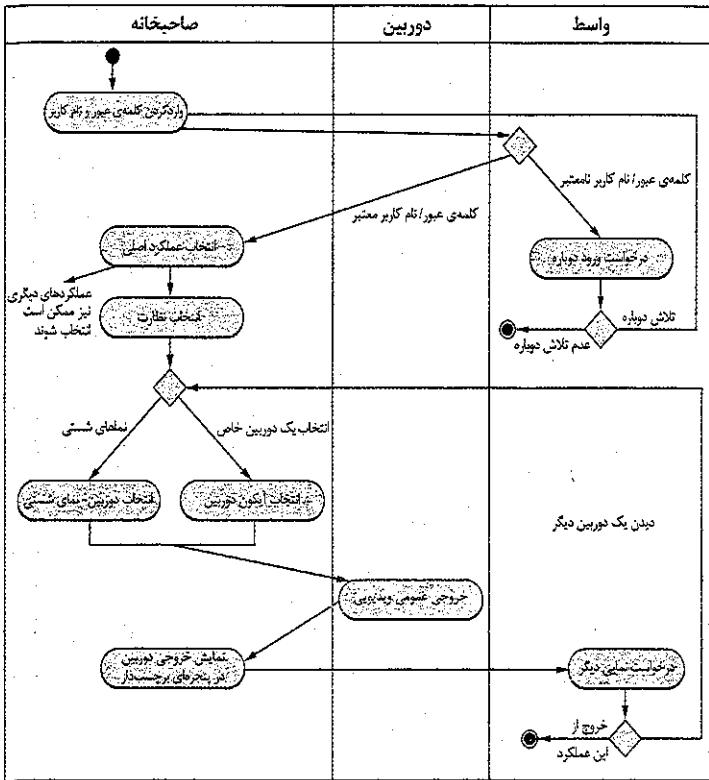 واسط
دوربین
صاحبخانه
وارد کردن کلمه‌ی عبور و نام کاربر
کلمه‌ی عبور/ نام کاربر نامعتبر
کلمه‌ی عبور/ نام کاربر معتبر
انتخاب عملکرد اصلی
درخواست ورود دوباره
عملکردهای دیگری
نیز ممکن است
انتخاب شوند
انتخاب نظارت
تلاش دوباره
عدم تلاش دوباره
انتخاب یک دوربین خاص
نماهای شستی
انتخاب آیکون دوربین
انتخاب دوربین- نمای شستی
دیدن یک دوربین دیگر
خروجی عمومی ویدیویی
نمایش خروجی دوربین
در پنجره‌ای برچسب‌دار
درخواست نمایی دیگر
خروج از
این عملکرد